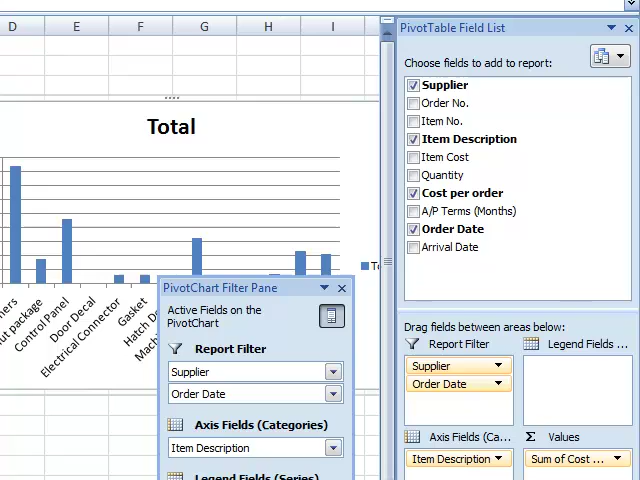 D E F G H I
PivotTable Field List
Choose fields to add to report:
Supplier
Order No.
Item No.
Item Description
Item Cost
Quantity
Cost per order
A/P Terms (Months)
Order Date
Arrival Date
Total
Control Panel
Door Decal
Electrical Connector
Gasket
Hatch D
package
PivotChart Filter Pane
Active Fields on the
PivotChart
Report Filter
Supplier
Order Date
Axis Fields (Categories)
Item Description
Legend Fields (Series)
Drag fields between areas below:
Report Filter
Legend Fields ...
Supplier
Order Date
Axis Fields (Ca...
Σ Values
Item Description
Sum of Cost ...